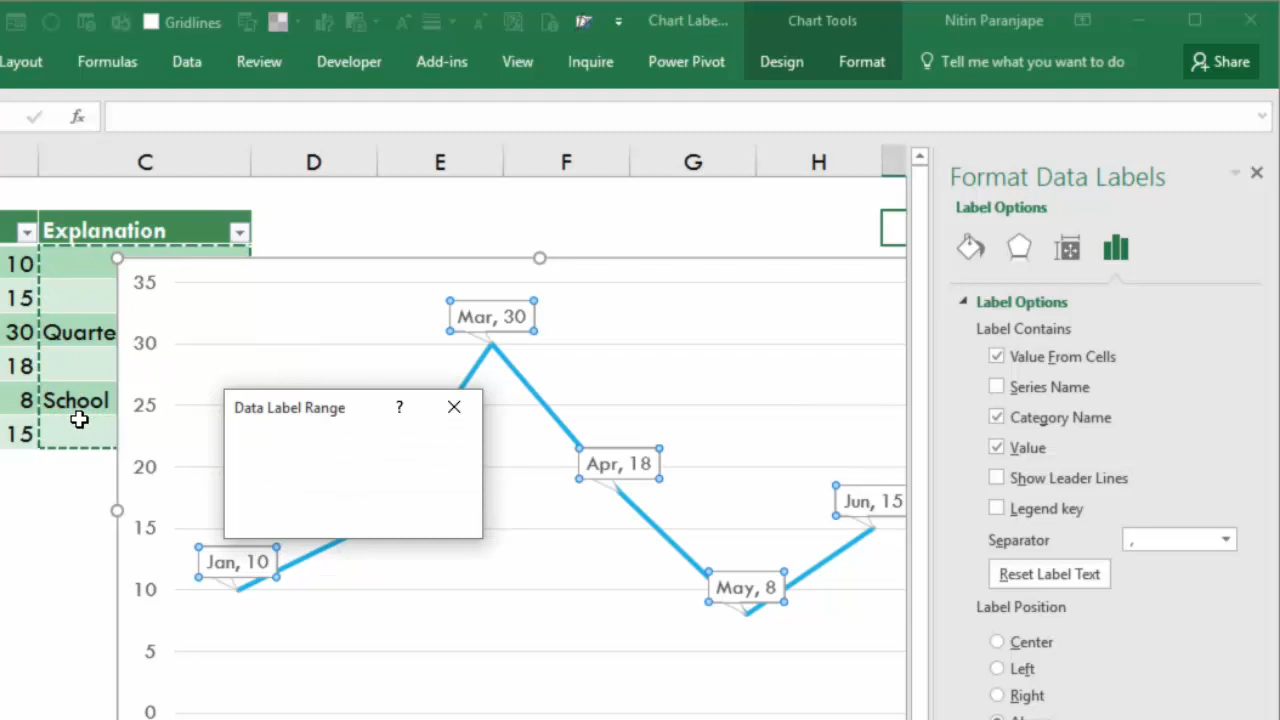 Gridlines
Chart Labe...
Chart Tools
Nitin Paranjape
Layout
Formulas
Data
Review
Developer
Add-ins
View
Inquire
Power Pivot
Design
Format
Tell me what you want to do
Share
fx
C
D
E
F
G
H
Format Data Labels
Label Options
Explanation
10
15
30 Quarte
18
8 School
15
35
30
25
20
15
10
5
0
Mar, 30
Apr, 18
Jun, 15
Jan, 10
May, 8
Data Label Range
?
Label Options
Label Contains
Value From Cells
Series Name
Category Name
Value
Show Leader Lines
Legend key
Separator
,
Reset Label Text
Label Position
Center
Left
Right